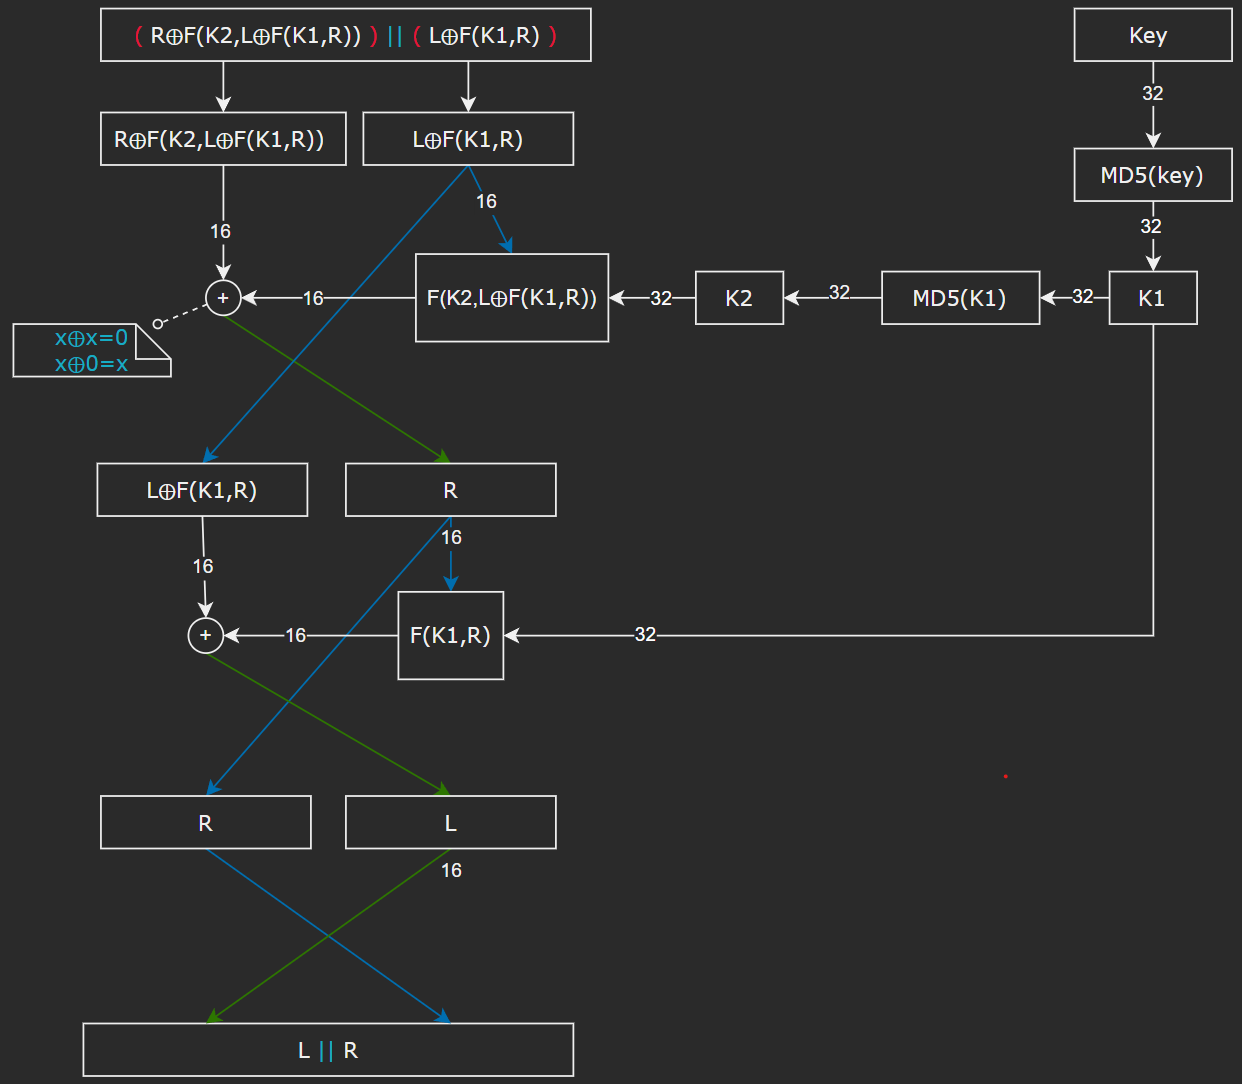 ( R⊕F(K2,L⊕F(K1,R)) ) || ( L⊕F(K1,R) )
Key
32
R⊕F(K2,L⊕F(K1,R))
L⊕F(K1,R)
MD5(key)
16
16
32
F(K2,L⊕F(K1,R))
K2
MD5(K1)
K1
+
16
32
32
32
x⊕x=0
x⊕0=x
L⊕F(K1,R)
R
16
16
+
16
F(K1,R)
32
R
L
16
L || R